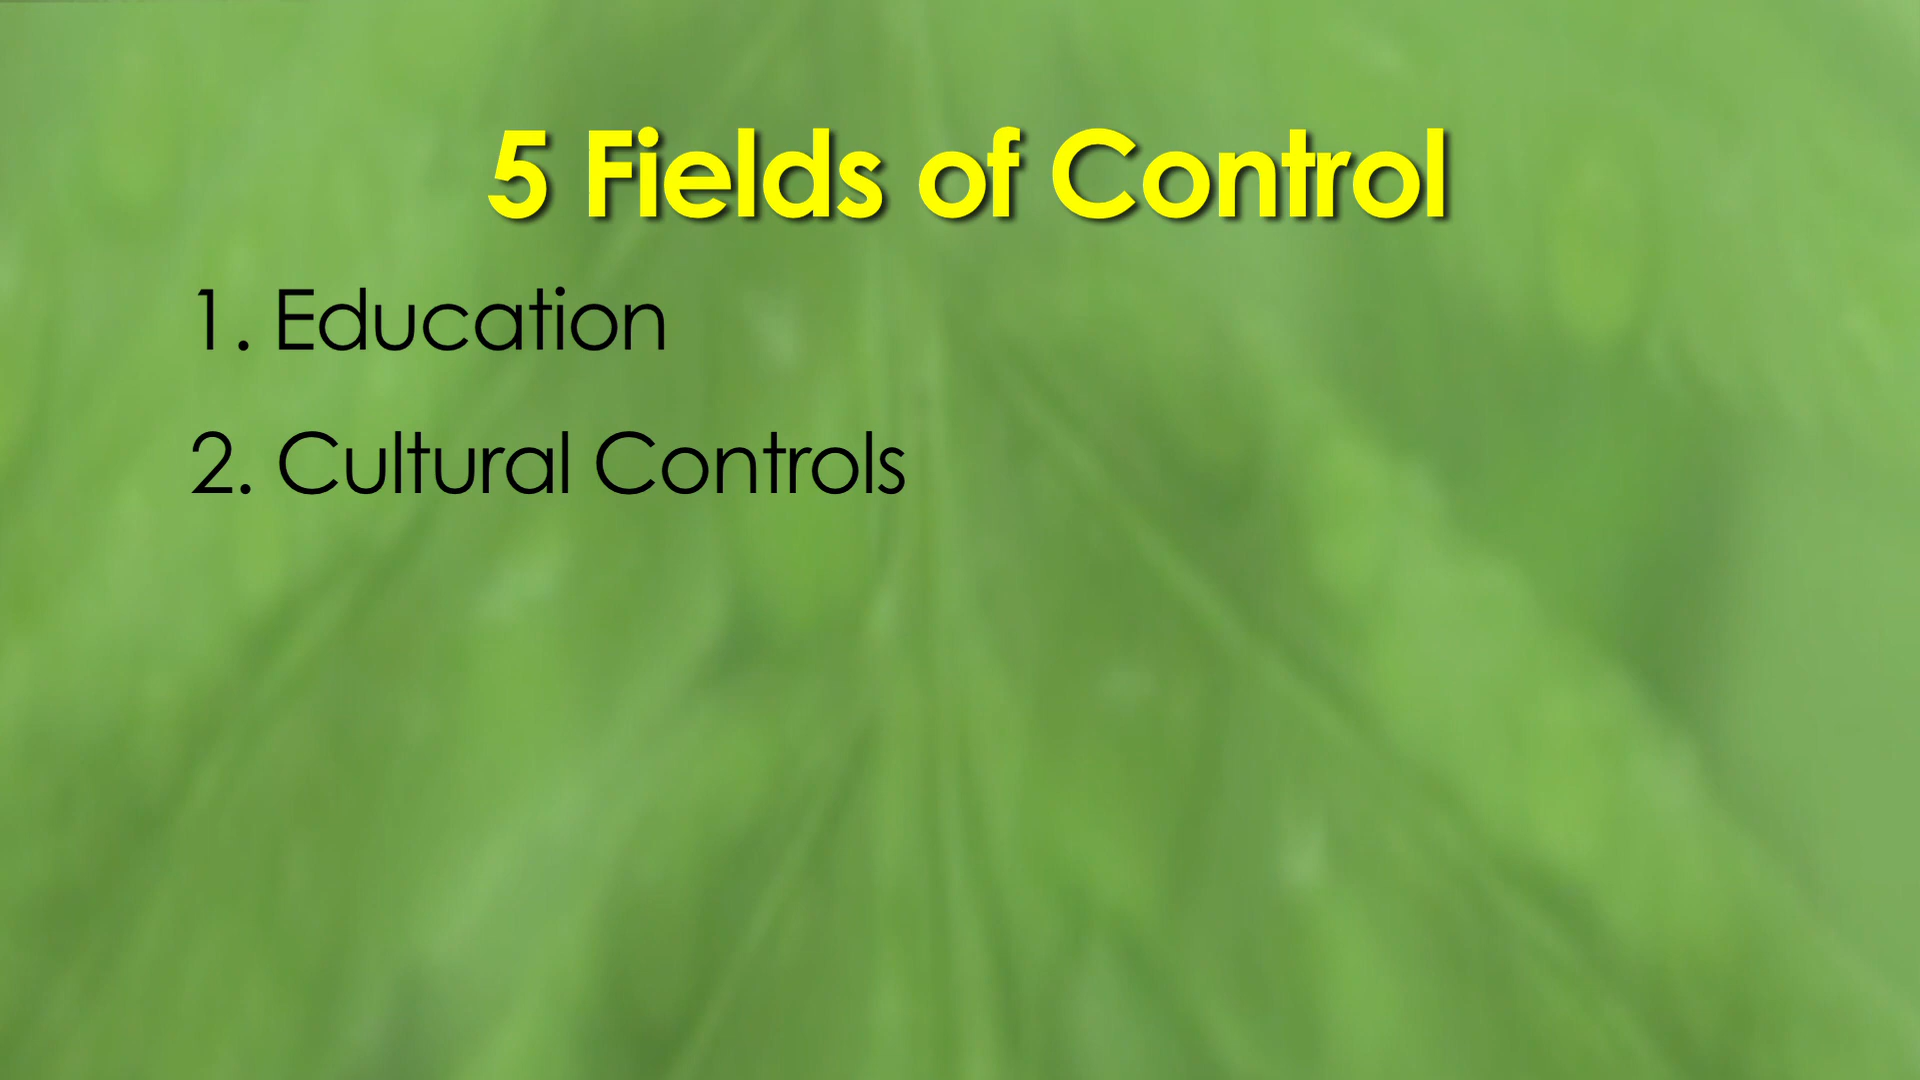 5 Fields of Control
1. Education
2. Cultural Controls